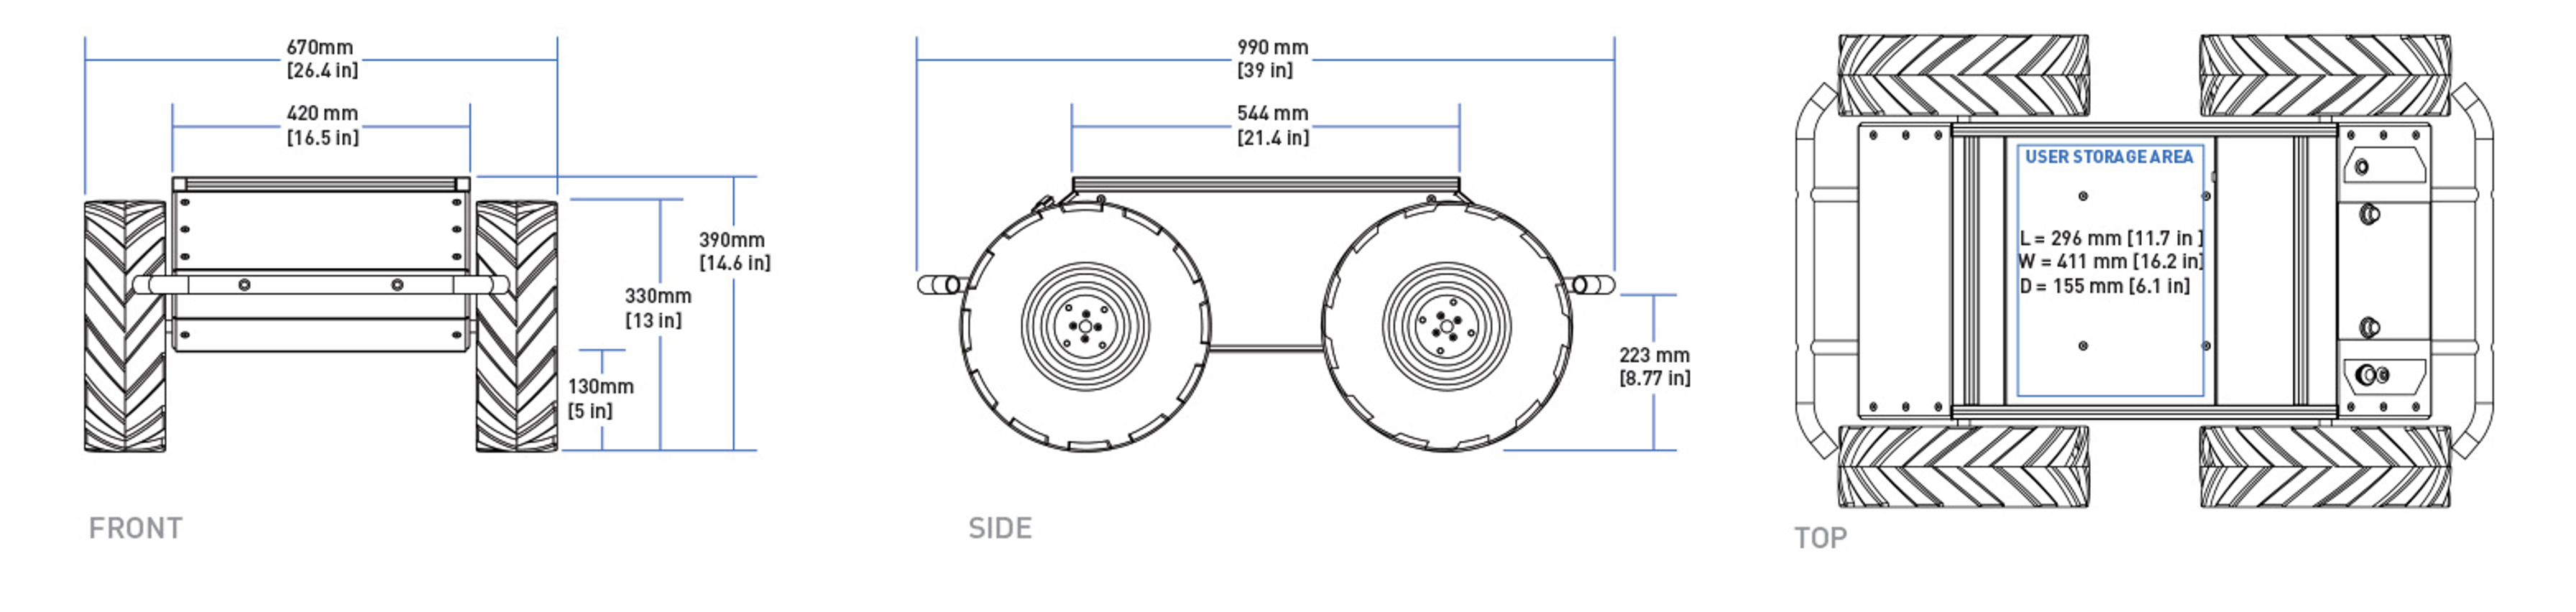 670mm
[26.4 in]
420 mm
[16.5 in]
390mm
[14.6 in]
330mm
[13 in]
130mm
[5 in]
FRONT
990 mm
[39 in]
544 mm
[21.4 in]
223 mm
[8.77 in]
SIDE
USER STORAGE AREA
L = 296 mm [11.7 in ]
W = 411 mm [16.2 in]
D = 155 mm [6.1 in]
TOP